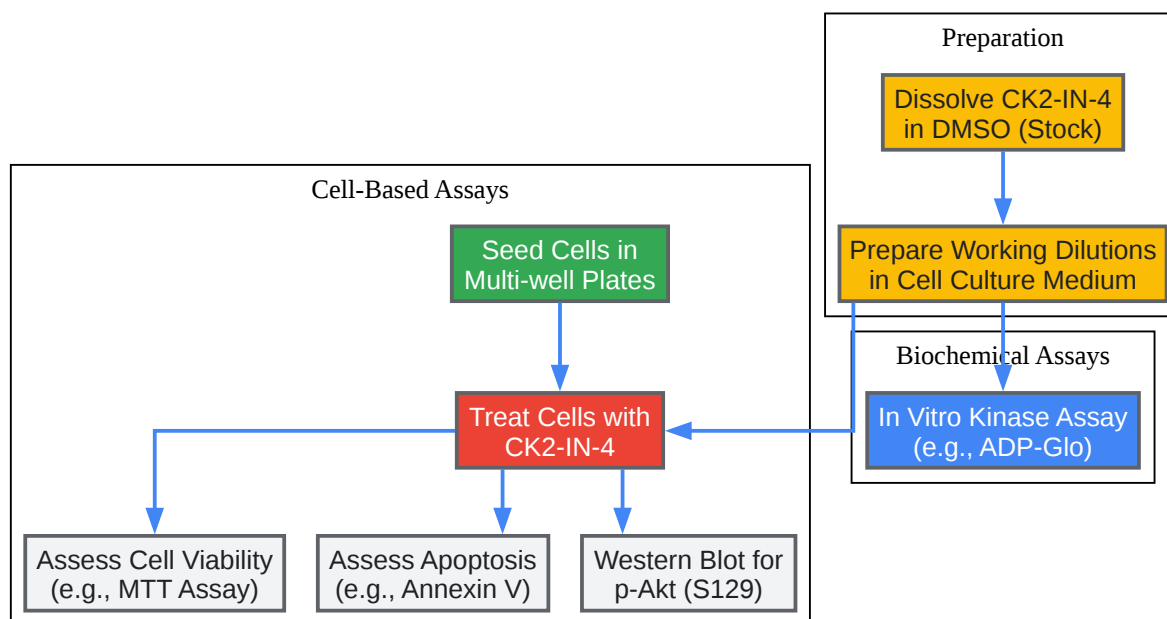 Preparation
Dissolve CK2-IN-4
in DMSO (Stock)
Prepare Working Dilutions
in Cell Culture Medium
Cell-Based Assays
Seed Cells in
Multi-well Plates
Treat Cells with
CK2-IN-4
Biochemical Assays
In Vitro Kinase Assay
(e.g., ADP-Glo)
Assess Cell Viability
(e.g., MTT Assay)
Assess Apoptosis
(e.g., Annexin V)
Western Blot for
p-Akt (S129)